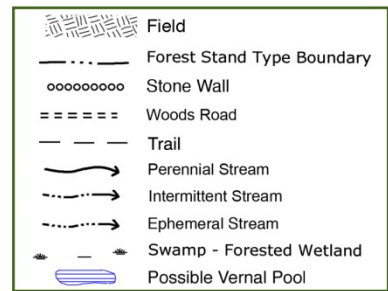 Field
Forest Stand Type Boundary
Stone Wall
Woods Road
Trail
Perennial Stream
Intermittent Stream
Ephemeral Stream
Swamp - Forested Wetland
Possible Vernal Pool